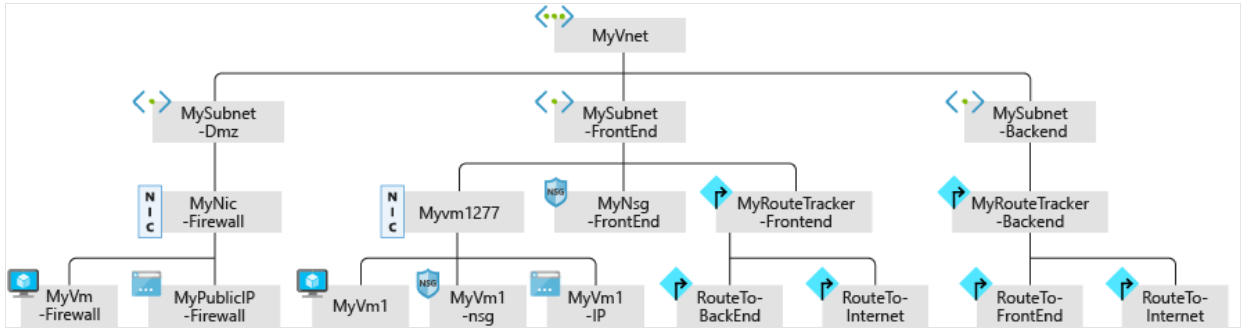 MyVnet
MySubnet
-Dmz
MySubnet
-FrontEnd
MySubnet
-Backend
NIC
MyNic
-Firewall
NIC
Myvm1277
NSG
MyNsg
-FrontEnd
MyRouteTracker
-Frontend
MyRouteTracker
-Backend
MyVm
-Firewall
MyPublicIP
-Firewall
MyVm1
NSG
MyVm1
-nsg
MyVm1
-IP
RouteTo-
BackEnd
RouteTo-
Internet
RouteTo-
FrontEnd
RouteTo-
Internet